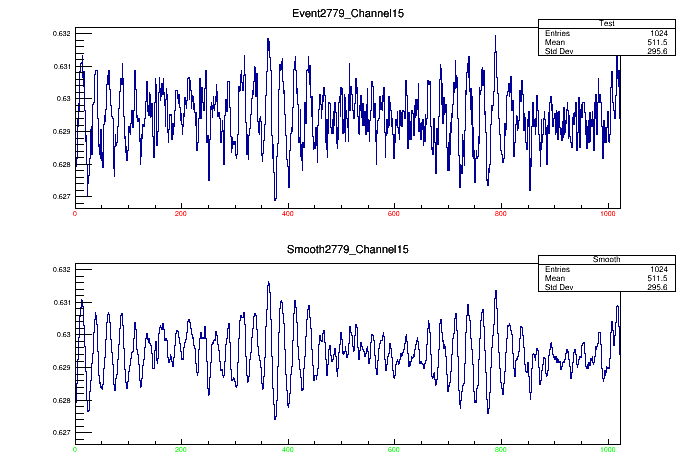 Event2779_Channel15
Test
Entries 1024
Mean 511.5
Std Dev 295.6
0.632
0.631
0.63
0.629
0.628
0.627
0 200 400 600 800 1000
Smooth2779_Channel15
Smooth
Entries 1024
Mean 511.5
Std Dev 295.6
0.632
0.631
0.63
0.629
0.628
0.627
0 200 400 600 800 1000